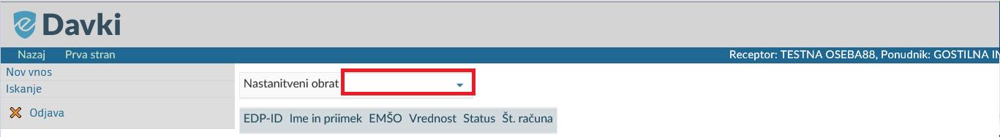 Davki
Nazaj Prva stran Receptor: TESTNA OSEBA88, Ponudnik: GOSTILNA IN
Nov vnos
Iskanje
Odjava
Nastanitveni obrat
EDP-ID Ime in priimek EMŠO Vrednost Status Št. računa